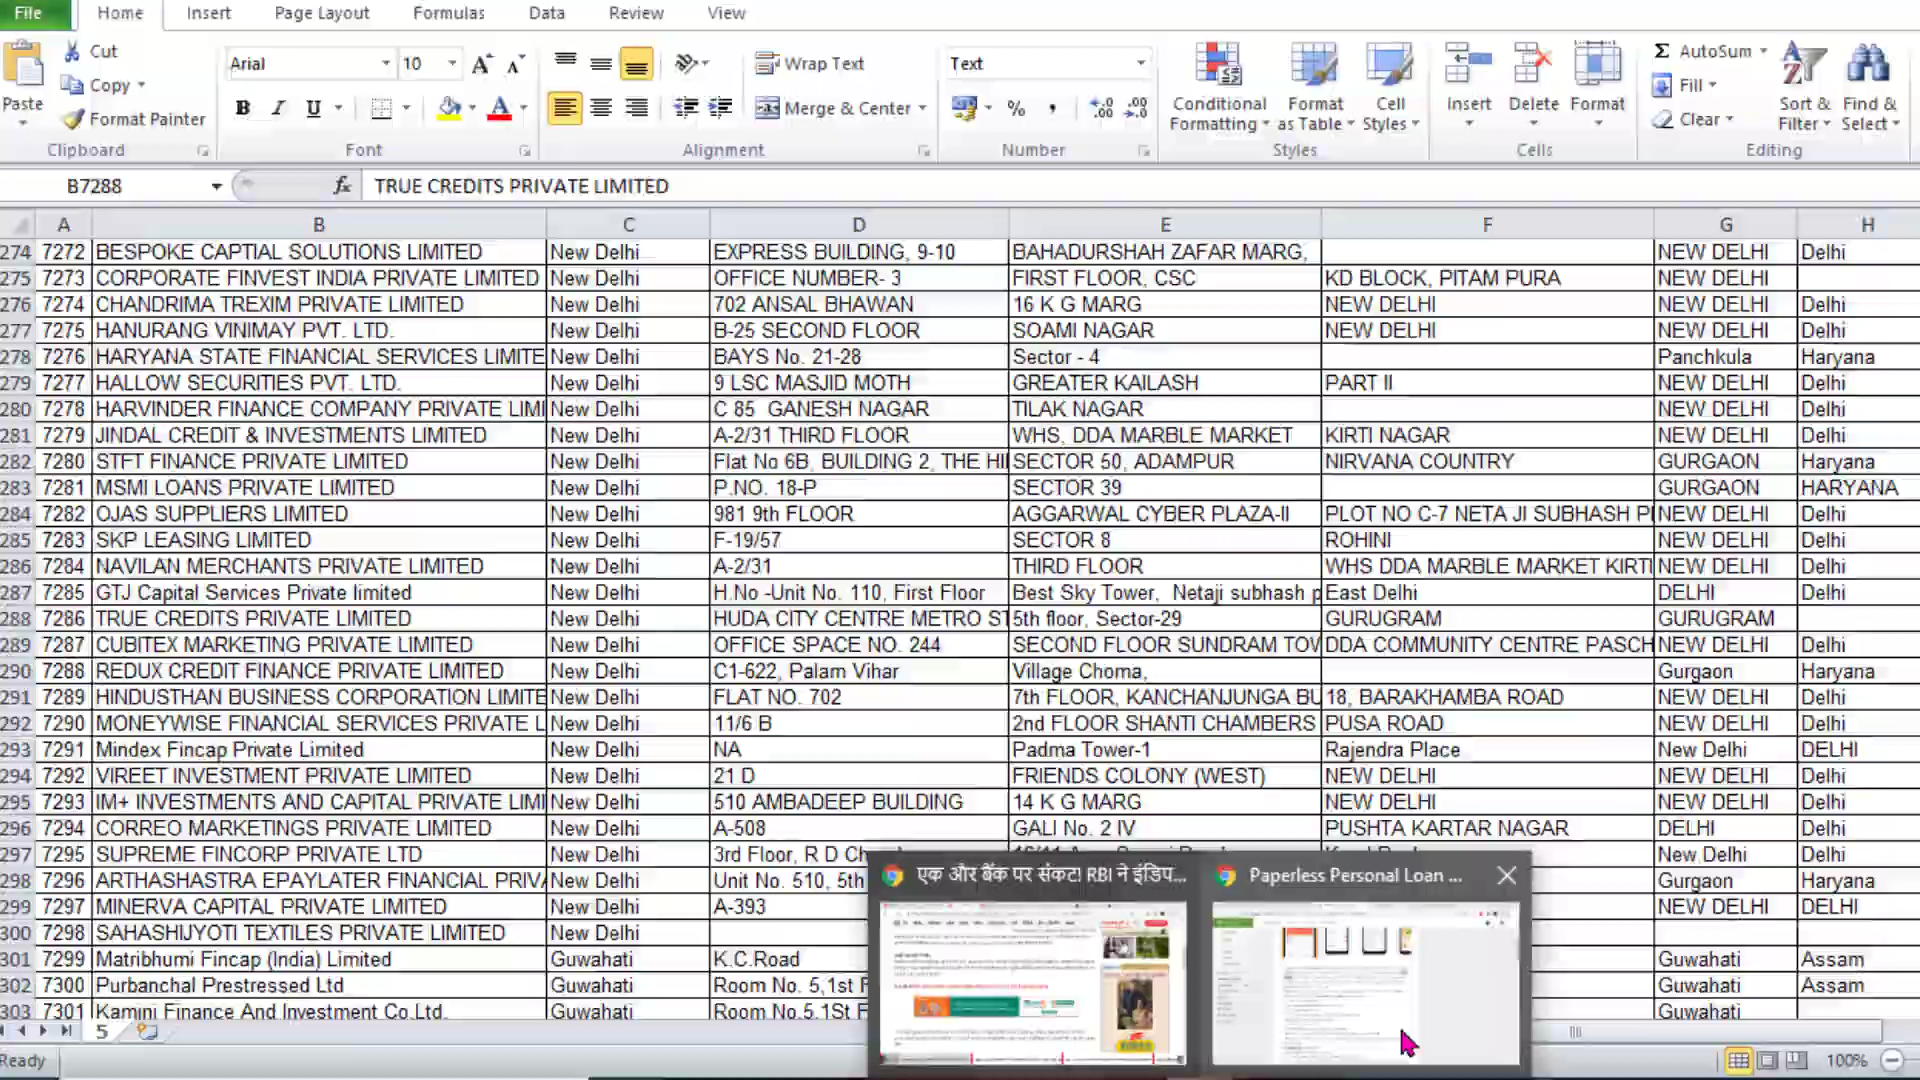 File Home Insert Page Layout Formulas Data Review View
Cut
Copy
Paste
Format Painter
Clipboard
Arial 10
B I U
Font
Wrap Text
Merge & Center
Alignment
Text
%
Number
Conditional Formatting
Format as Table
Cell Styles
Styles
Insert
Delete
Format
Cells
AutoSum
Fill
Clear
Sort & Filter
Find & Select
Editing
B7288 fx TRUE CREDITS PRIVATE LIMITED
A B C D E F G H
274 7272 BESPOKE CAPTIAL SOLUTIONS LIMITED New Delhi EXPRESS BUILDING, 9-10 BAHADURSHAH ZAFAR MARG, NEW DELHI Delhi
275 7273 CORPORATE FINVEST INDIA PRIVATE LIMITED New Delhi OFFICE NUMBER- 3 FIRST FLOOR, CSC KD BLOCK, PITAM PURA NEW DELHI
276 7274 CHANDRIMA TREXIM PRIVATE LIMITED New Delhi 702 ANSAL BHAWAN 16 K G MARG NEW DELHI NEW DELHI Delhi
277 7275 HANURANG VINIMAY PVT. LTD. New Delhi B-25 SECOND FLOOR SOAMI NAGAR NEW DELHI NEW DELHI Delhi
278 7276 HARYANA STATE FINANCIAL SERVICES LIMITE New Delhi BAYS No. 21-28 Sector - 4 Panchkula Haryana
279 7277 HALLOW SECURITIES PVT. LTD. New Delhi 9 LSC MASJID MOTH GREATER KAILASH PART II NEW DELHI Delhi
280 7278 HARVINDER FINANCE COMPANY PRIVATE LIMI New Delhi C 85 GANESH NAGAR TILAK NAGAR NEW DELHI Delhi
281 7279 JINDAL CREDIT & INVESTMENTS LIMITED New Delhi A-2/31 THIRD FLOOR WHS, DDA MARBLE MARKET KIRTI NAGAR NEW DELHI Delhi
282 7280 STFT FINANCE PRIVATE LIMITED New Delhi Flat No 6B, BUILDING 2, THE HI SECTOR 50, ADAMPUR NIRVANA COUNTRY GURGAON Haryana
283 7281 MSMI LOANS PRIVATE LIMITED New Delhi P.NO. 18-P SECTOR 39 GURGAON HARYANA
284 7282 OJAS SUPPLIERS LIMITED New Delhi 981 9th FLOOR AGGARWAL CYBER PLAZA-II PLOT NO C-7 NETA JI SUBHASH P NEW DELHI Delhi
285 7283 SKP LEASING LIMITED New Delhi F-19/57 SECTOR 8 ROHINI NEW DELHI Delhi
286 7284 NAVILAN MERCHANTS PRIVATE LIMITED New Delhi A-2/31 THIRD FLOOR WHS DDA MARBLE MARKET KIRTI NEW DELHI Delhi
287 7285 GTJ Capital Services Private limited New Delhi H.No -Unit No. 110, First Floor Best Sky Tower, Netaji subhash p East Delhi DELHI Delhi
288 7286 TRUE CREDITS PRIVATE LIMITED New Delhi HUDA CITY CENTRE METRO ST 5th floor, Sector-29 GURUGRAM GURUGRAM
289 7287 CUBITEX MARKETING PRIVATE LIMITED New Delhi OFFICE SPACE NO. 244 SECOND FLOOR SUNDRAM TOV DDA COMMUNITY CENTRE PASCH NEW DELHI Delhi
290 7288 REDUX CREDIT FINANCE PRIVATE LIMITED New Delhi C1-622, Palam Vihar Village Choma, Gurgaon Haryana
291 7289 HINDUSTHAN BUSINESS CORPORATION LIMITE New Delhi FLAT NO. 702 7th FLOOR, KANCHANJUNGA BU 18, BARAKHAMBA ROAD NEW DELHI Delhi
292 7290 MONEYWISE FINANCIAL SERVICES PRIVATE L New Delhi 11/6 B 2nd FLOOR SHANTI CHAMBERS PUSA ROAD NEW DELHI Delhi
293 7291 Mindex Fincap Private Limited New Delhi NA Padma Tower-1 Rajendra Place New Delhi DELHI
294 7292 VIREET INVESTMENT PRIVATE LIMITED New Delhi 21 D FRIENDS COLONY (WEST) NEW DELHI NEW DELHI Delhi
295 7293 IM+ INVESTMENTS AND CAPITAL PRIVATE LIMI New Delhi 510 AMBADEEP BUILDING 14 K G MARG NEW DELHI NEW DELHI Delhi
296 7294 CORREO MARKETINGS PRIVATE LIMITED New Delhi A-508 GALI No. 2 IV PUSHTA KARTAR NAGAR DELHI Delhi
297 7295 SUPREME FINCORP PRIVATE LTD New Delhi 3rd Floor, R D New Delhi Delhi
298 7296 ARTHASHASTRA EPAYLATER FINANCIAL PRIV New Delhi Unit No. 510, 5th Gurgaon Haryana
299 7297 MINERVA CAPITAL PRIVATE LIMITED New Delhi A-393 NEW DELHI DELHI
300 7298 SAHASHIJYOTI TEXTILES PRIVATE LIMITED New Delhi
301 7299 Matribhumi Fincap (India) Limited Guwahati K.C.Road Guwahati Assam
302 7300 Purbanchal Prestressed Ltd Guwahati Room No. 5,1st F Guwahati Assam
303 7301 Kamini Finance And Investment Co.Ltd. Guwahati Room No.5,1St F Guwahati
एक और बैंक पर संकट! RBI ने इंडिप...
Paperless Personal Loan ...
5
Ready 100%